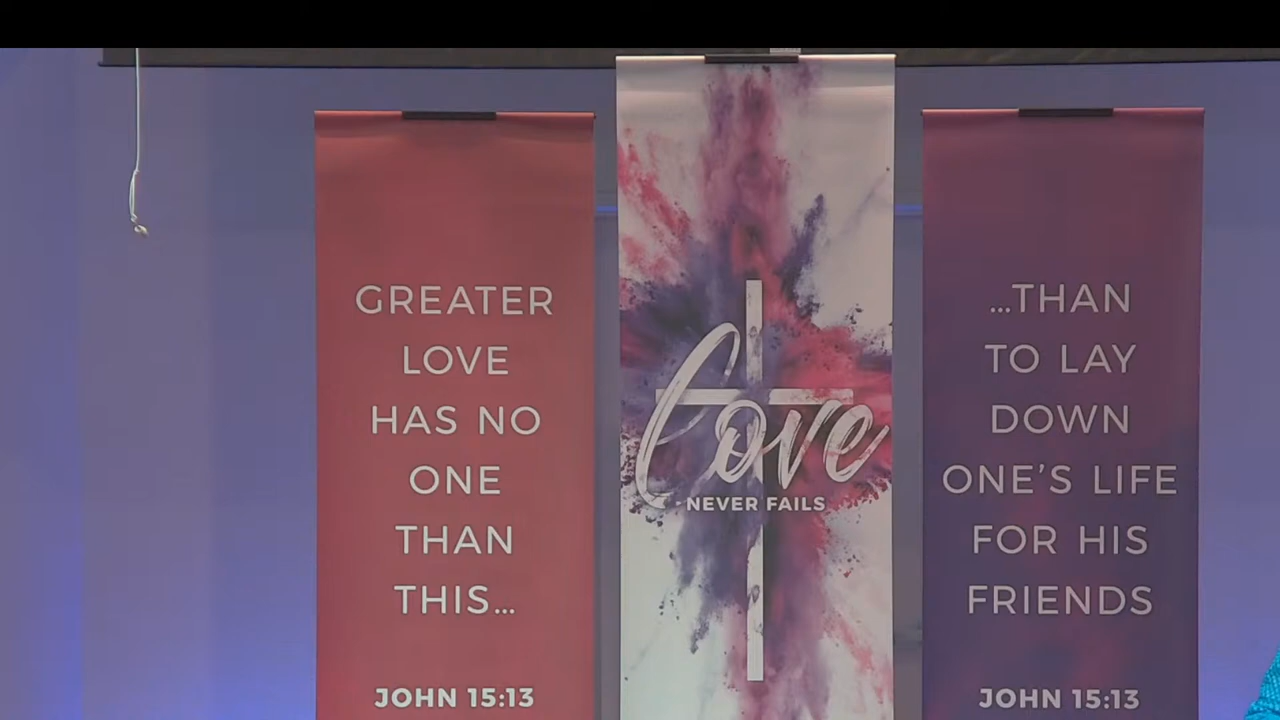 GREATER
LOVE
HAS NO
ONE
THAN
THIS...
JOHN 15:13
Love
NEVER FAILS
...THAN
TO LAY
DOWN
ONE'S LIFE
FOR HIS
FRIENDS
JOHN 15:13